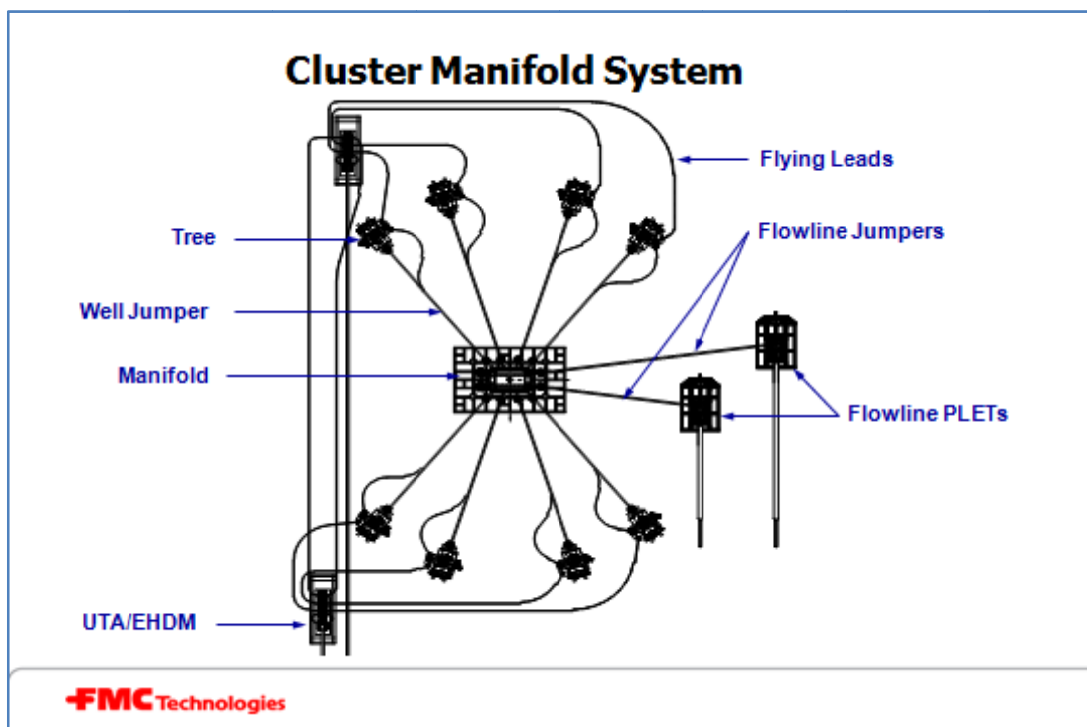 Cluster Manifold System
Flying Leads
Flowline Jumpers
Tree
Well Jumper
Manifold
Flowline PLETs
UTA/EHDM
FMC Technologies